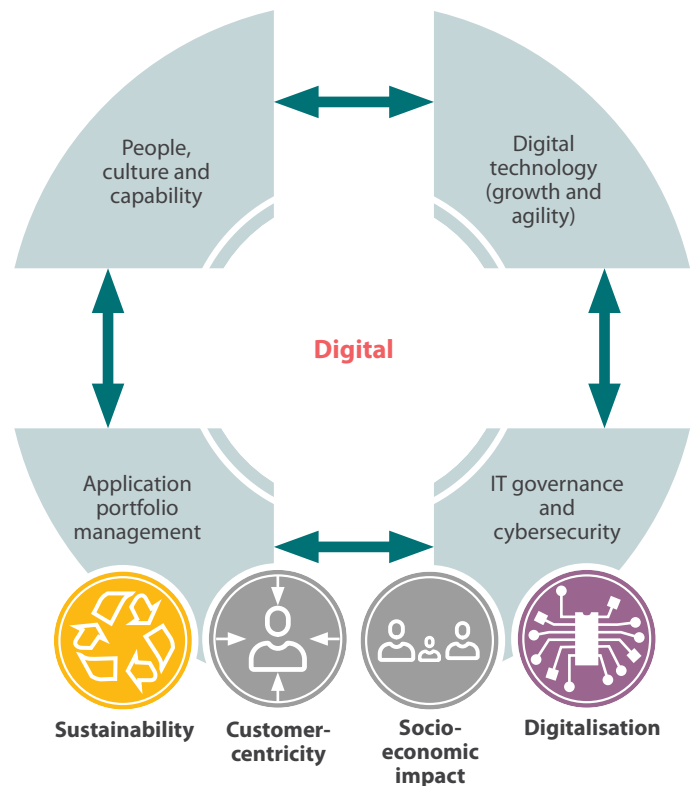 People,
culture and
capability
Digital
technology
(growth and
agility)
Digital
Application
portfolio
management
IT governance
and
cybersecurity
Sustainability
Customer-
centricity
Socio-
economic
impact
Digitalisation